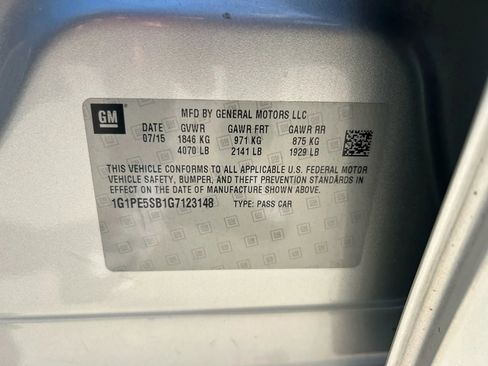 GM
MFD BY GENERAL MOTORS LLC
DATE GVWR GAWR FRT GAWR RR
07/15 1846 KG 971 KG 875 KG
4070 LB 2141 LB 1929 LB
THIS VEHICLE CONFORMS TO ALL APPLICABLE U.S. FEDERAL MOTOR
VEHICLE SAFETY, BUMPER, AND THEFT PREVENTION STANDARDS IN
EFFECT ON THE DATE OF MANUFACTURE SHOWN ABOVE.
1G1PE5SB1G7123148 TYPE: PASS CAR